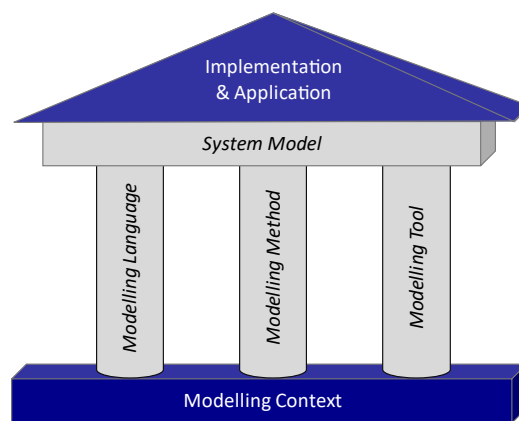 Implementation
& Application
System Model
Modelling Language
Modelling Method
Modelling Tool
Modelling Context